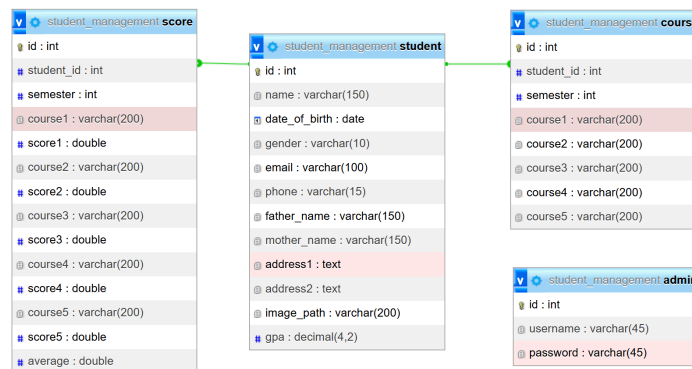 student_management score
id : int
student_id : int
semester : int
course1 : varchar(200)
score1 : double
course2 : varchar(200)
score2 : double
course3 : varchar(200)
score3 : double
course4 : varchar(200)
score4 : double
course5 : varchar(200)
score5 : double
average : double
student_management student
id : int
name : varchar(150)
date_of_birth : date
gender : varchar(10)
email : varchar(100)
phone : varchar(15)
father_name : varchar(150)
mother_name : varchar(150)
address1 : text
address2 : text
image_path : varchar(200)
gpa : decimal(4,2)
student_management cours
id : int
student_id : int
semester : int
course1 : varchar(200)
course2 : varchar(200)
course3 : varchar(200)
course4 : varchar(200)
course5 : varchar(200)
student_management admin
id : int
username : varchar(45)
password : varchar(45)